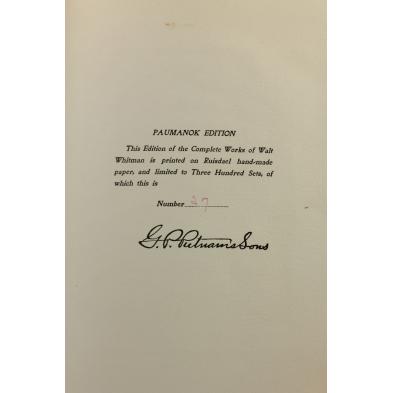 PAUMANOK EDITION
This Edition of the Complete Works of Walt
Whitman is printed on Ruisdael hand-made
paper, and limited to Three Hundred Sets, of
which this is
Number 37
G. P. Putnam's Sons